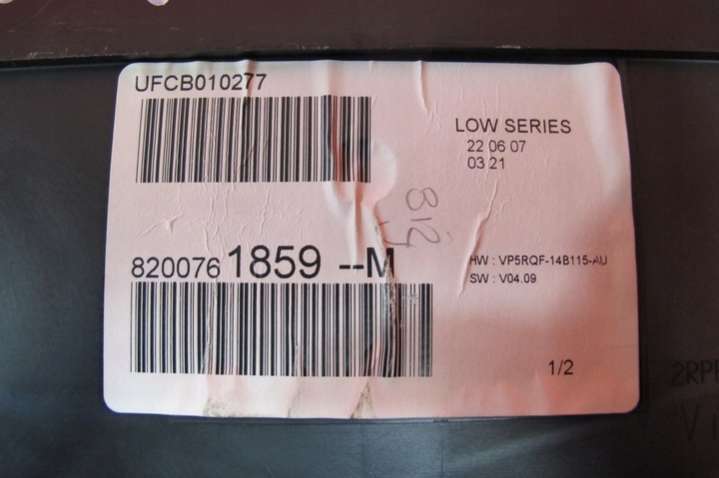 UFCB010277
LOW SERIES
22 06 07
03 21
820076 1859 --M
HW : VP5RQF-14B115-AU
SW : V04.09
1/2